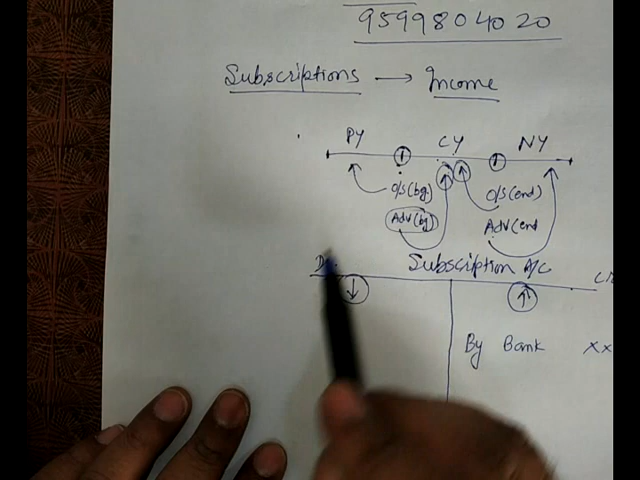 9599804020
Subscriptions → Income
PY CY NY
O/S(bg) O/S(end)
Adv(bg) Adv(end
Subscription A/C
By Bank xx